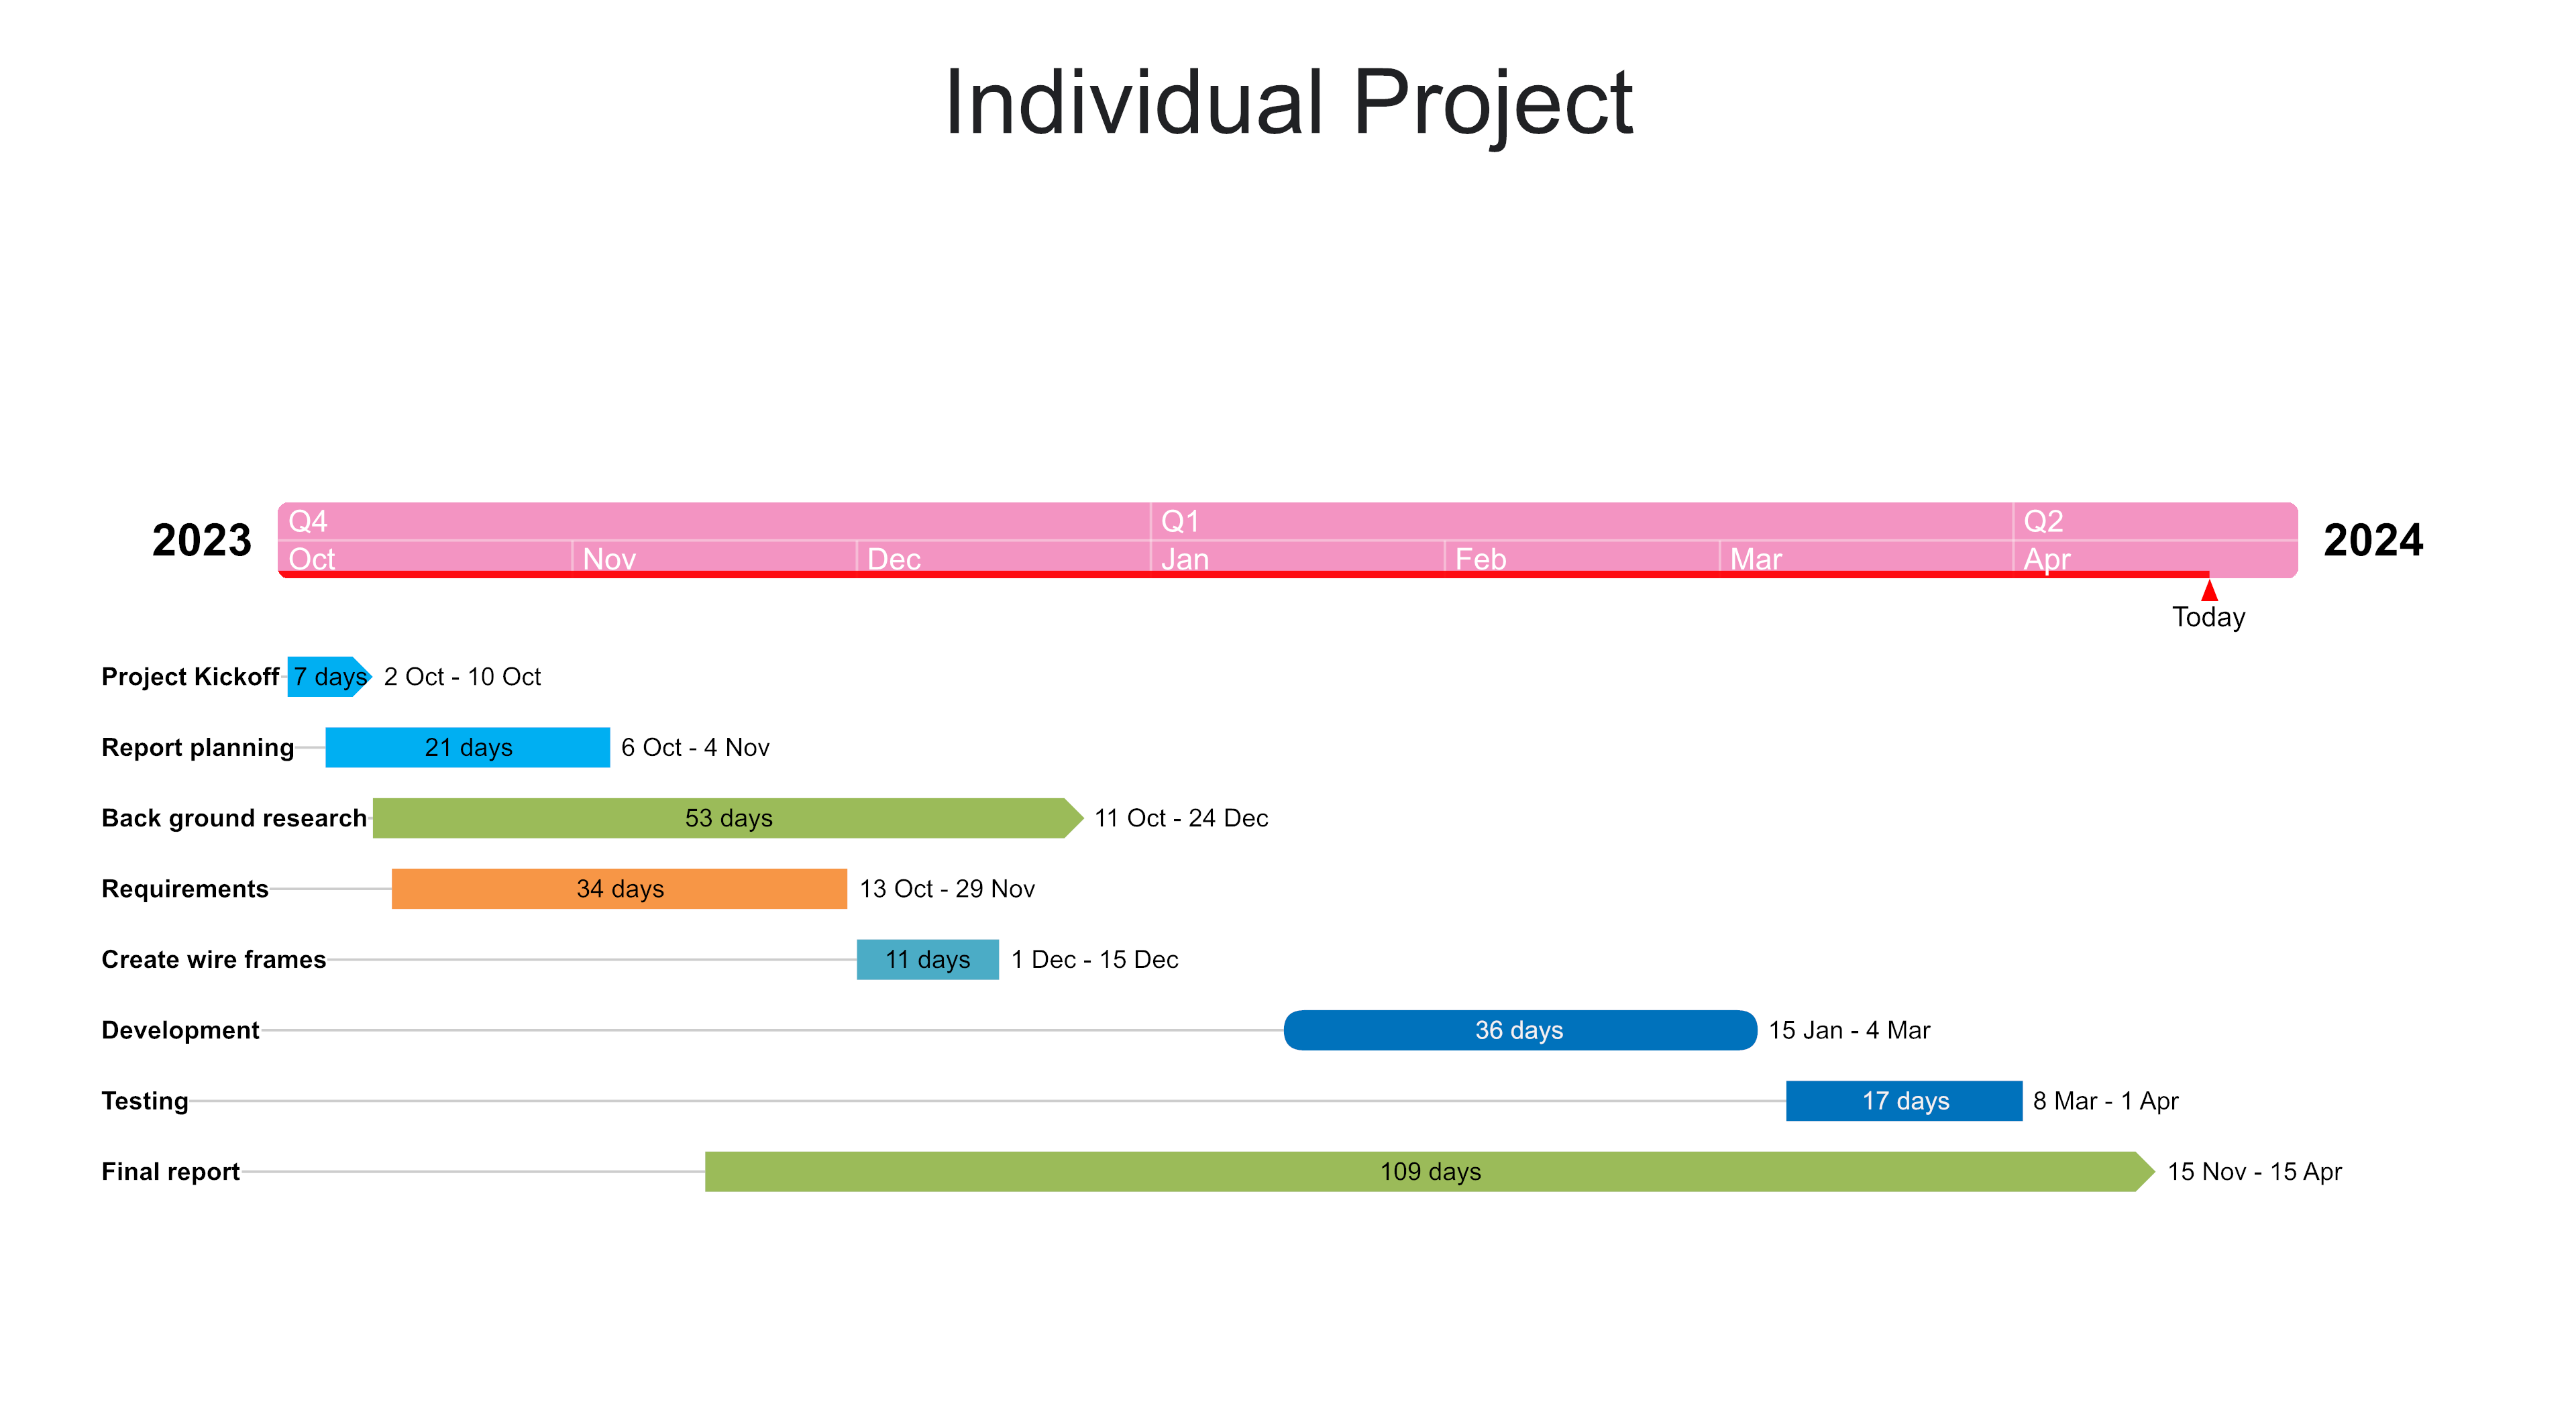 Individual Project
2023
Q4 Q1 Q2
Oct Nov Dec Jan Feb Mar Apr
2024
Today
Project Kickoff 7 days 2 Oct - 10 Oct
Report planning 21 days 6 Oct - 4 Nov
Back ground research 53 days 11 Oct - 24 Dec
Requirements 34 days 13 Oct - 29 Nov
Create wire frames 11 days 1 Dec - 15 Dec
Development 36 days 15 Jan - 4 Mar
Testing 17 days 8 Mar - 1 Apr
Final report 109 days 15 Nov - 15 Apr